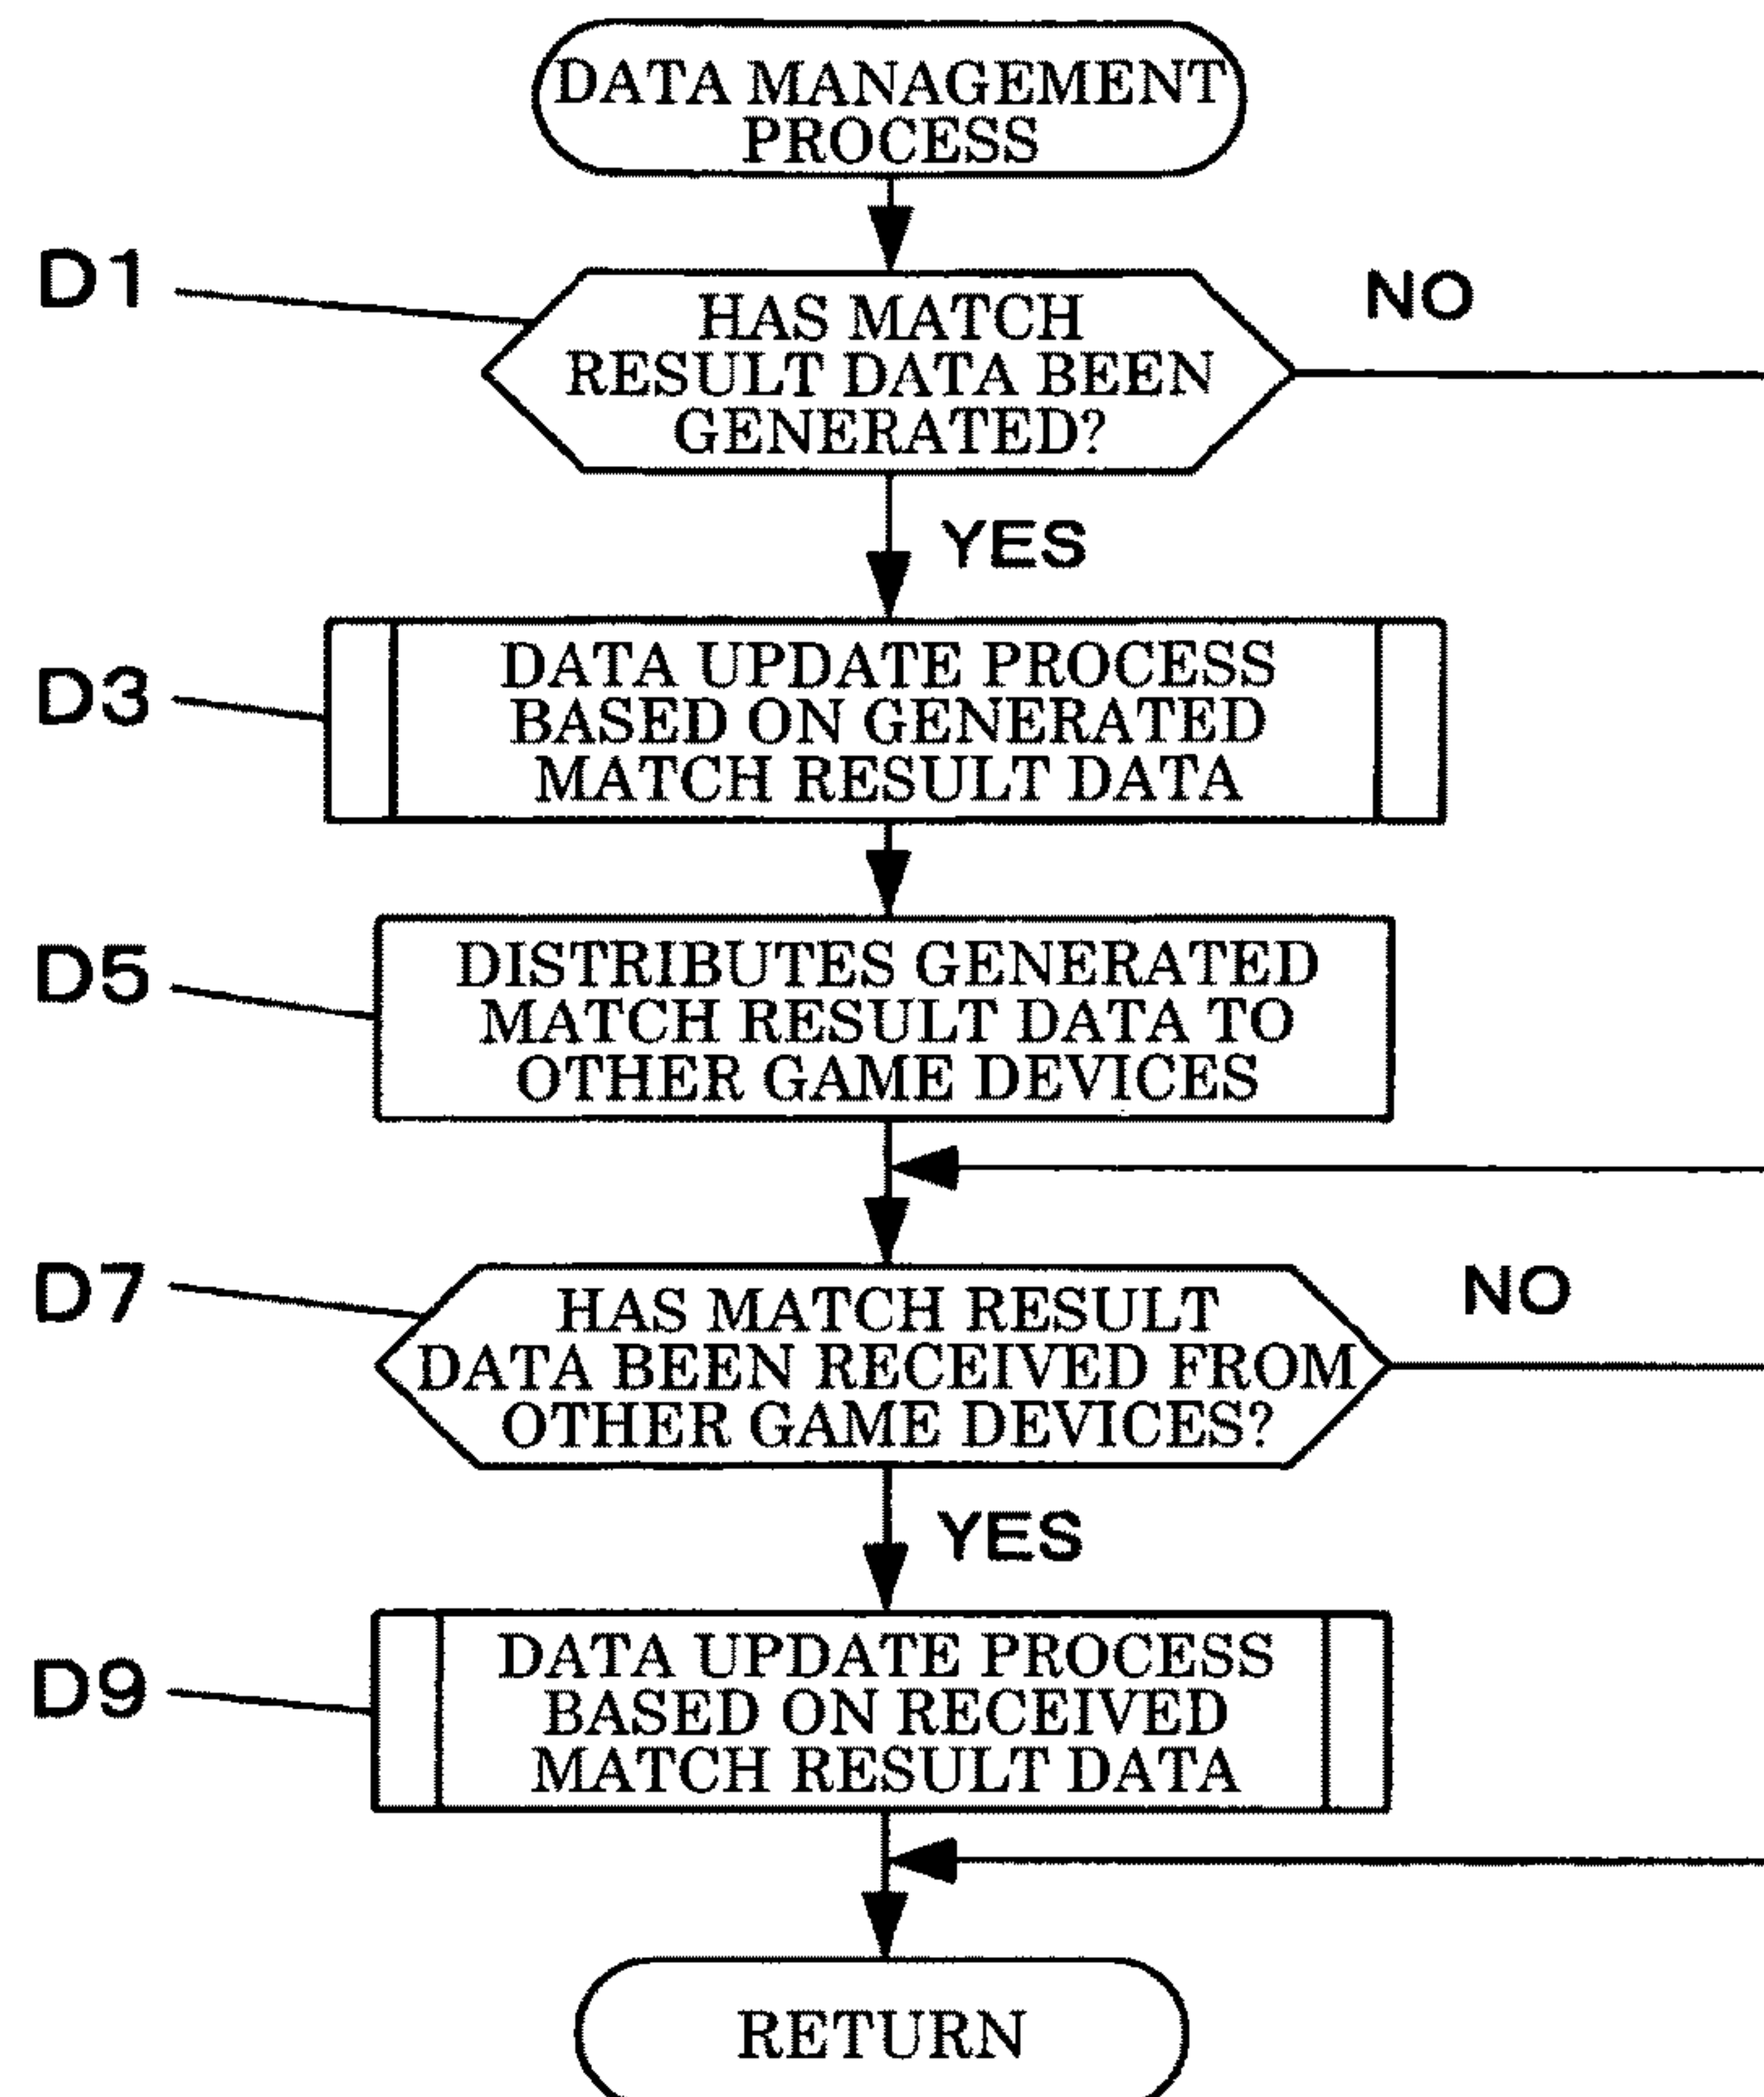 DATA MANAGEMENT
PROCESS
D1
HAS MATCH
RESULT DATA BEEN
GENERATED?
NO
YES
D3
DATA UPDATE PROCESS
BASED ON GENERATED
MATCH RESULT DATA
D5
DISTRIBUTES GENERATED
MATCH RESULT DATA TO
OTHER GAME DEVICES
D7
HAS MATCH RESULT
DATA BEEN RECEIVED FROM
OTHER GAME DEVICES?
NO
YES
D9
DATA UPDATE PROCESS
BASED ON RECEIVED
MATCH RESULT DATA
RETURN